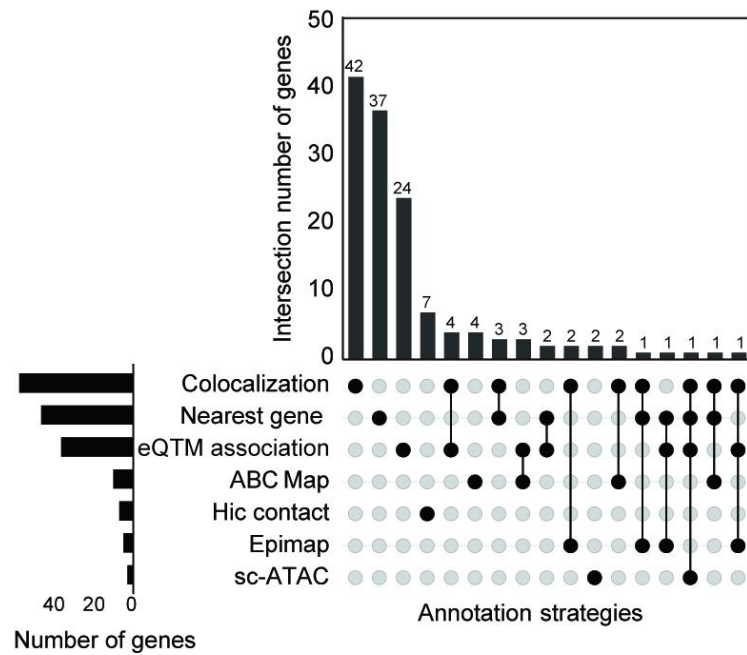 50
40
30
20
10
0
Intersection number of genes
42
37
24
7
4 4 3 3 2 2 2 2 1 1 1 1 1
Colocalization
Nearest gene
eQTM association
ABC Map
Hic contact
Epimap
sc-ATAC
40 20 0
Number of genes
Annotation strategies